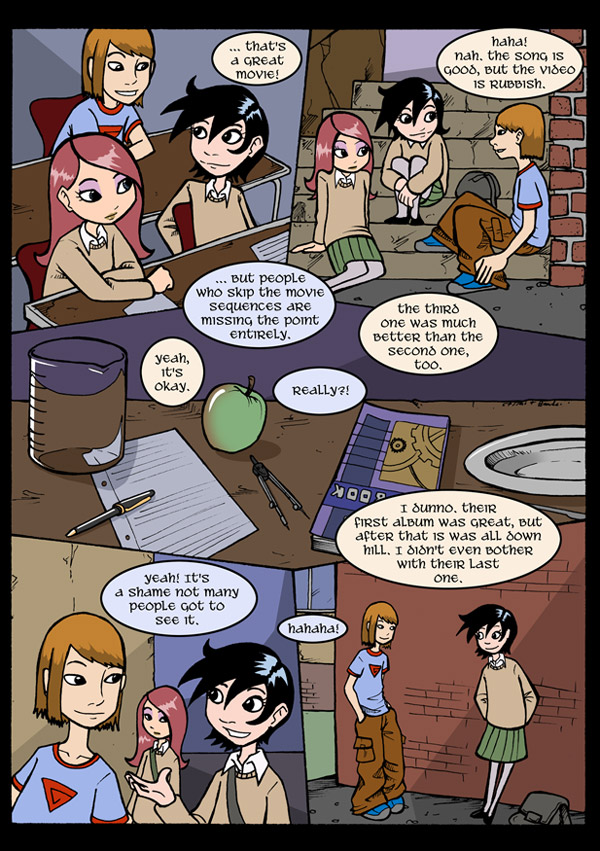 ... that's
a great
movie!
haha!
nah. the song is
good, but the video
is rubbish.
... but people
who skip the movie
sequences are
missing the point
entirely.
the third
one was much
better than the
second one,
too.
yeah,
it's
okay.
Really?!
I dunno. their
first album was great, but
after that is was all down
hill. I didn't even bother
with their last
one.
yeah! It's
a shame not many
people got to
see it.
hahaha!